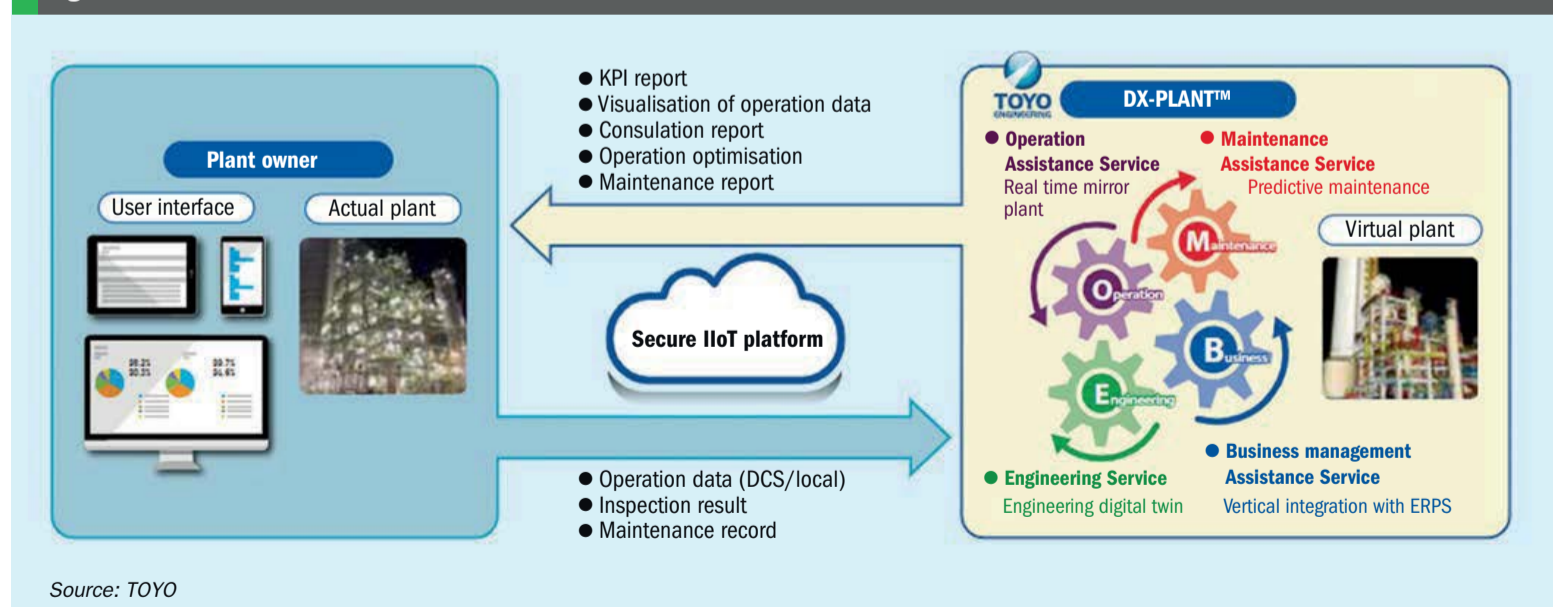 Plant owner
User interface
Actual plant
● KPI report
● Visualisation of operation data
● Consulation report
● Operation optimisation
● Maintenance report
Secure IIoT platform
● Operation data (DCS/local)
● Inspection result
● Maintenance record
TOYO
ENGINEERING
DX-PLANT™
● Operation
Assistance Service
Real time mirror
plant
● Maintenance
Assistance Service
Predictive maintenance
Virtual plant
Maintenance
Operation
Business
Engineering
● Engineering Service
Engineering digital twin
● Business management
Assistance Service
Vertical integration with ERPS
Source: TOYO